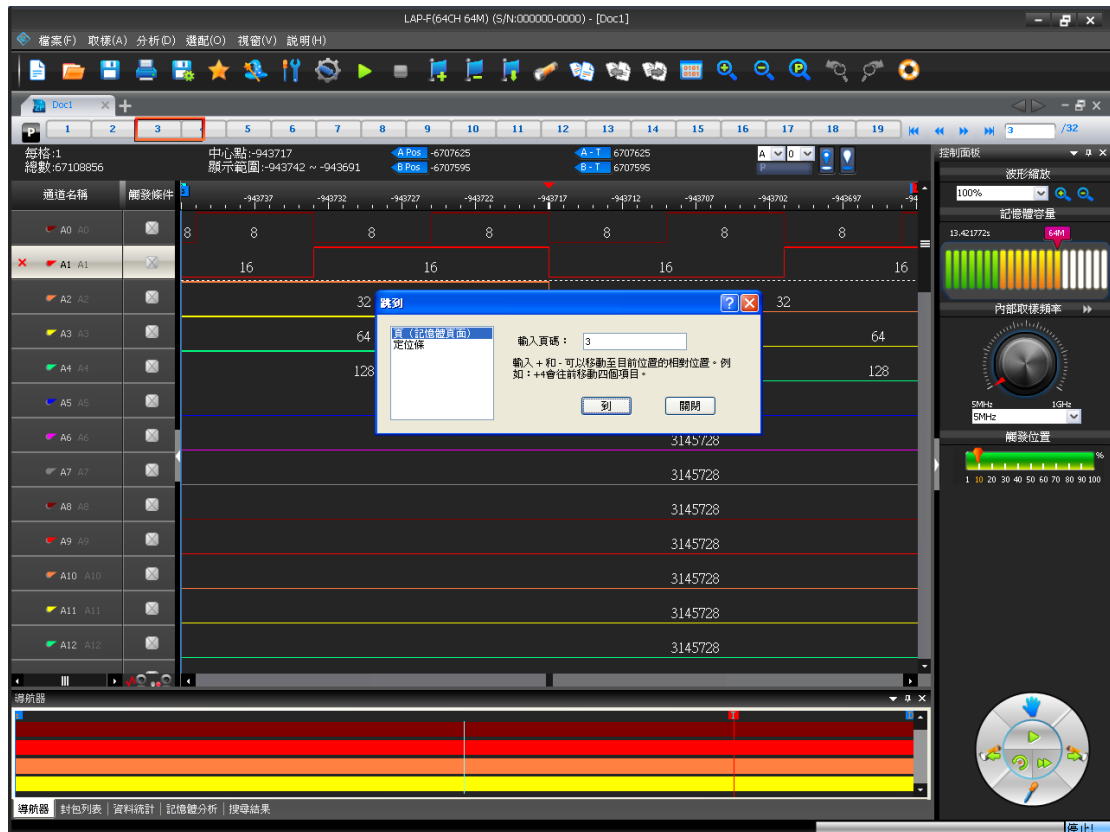 LAP-F(64CH 64M) (S/N:000000-0000) - [Doc1]
檔案(F) 取樣(A) 分析(D) 選配(O) 視窗(V) 說明(H)
Doc1
P 1 2 3 4 5 6 7 8 9 10 11 12 13 14 15 16 17 18 19 3 /32
每格:1 中心點:-943717 A Pos -6707625 A - T 6707625 A 0
總數:67108856 顯示範圍:-943742 ~ -943691 B Pos -6707595 B - T 6707595 P
通道名稱 觸發條件 -943737 -943732 -943727 -943722 -943717 -943712 -943707 -943702 -943697 -94
A0 A0 8 8 8 8 8 8 8
A1 A1 16 16 16 16
A2 A2 32 32
A3 A3 64 64
A4 A4 128 128
A5 A5
A6 A6 3145728
A7 A7 3145728
A8 A8 3145728
A9 A9 3145728
A10 A10 3145728
A11 A11 3145728
A12 A12 3145728
跳到
頁（記憶體頁面）
定位條
輸入頁碼： 3
輸入 + 和 - 可以移動至目前位置的相對位置。例
如：+4會往前移動四個項目。
到 關閉
控制面板
波形縮放
100%
記憶體容量
13.421772s 64M
內部取樣頻率
5MHz 1GHz
5MHz
觸發位置
%
1 10 20 30 40 50 60 70 80 90 100
導航器
T
導航器 封包列表 資料統計 記憶體分析 搜尋結果
停止!